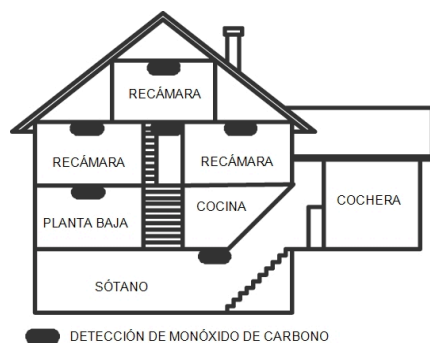 RECÁMARA
RECÁMARA
RECÁMARA
PLANTA BAJA
COCINA
COCHERA
SÓTANO
DETECCIÓN DE MONÓXIDO DE CARBONO